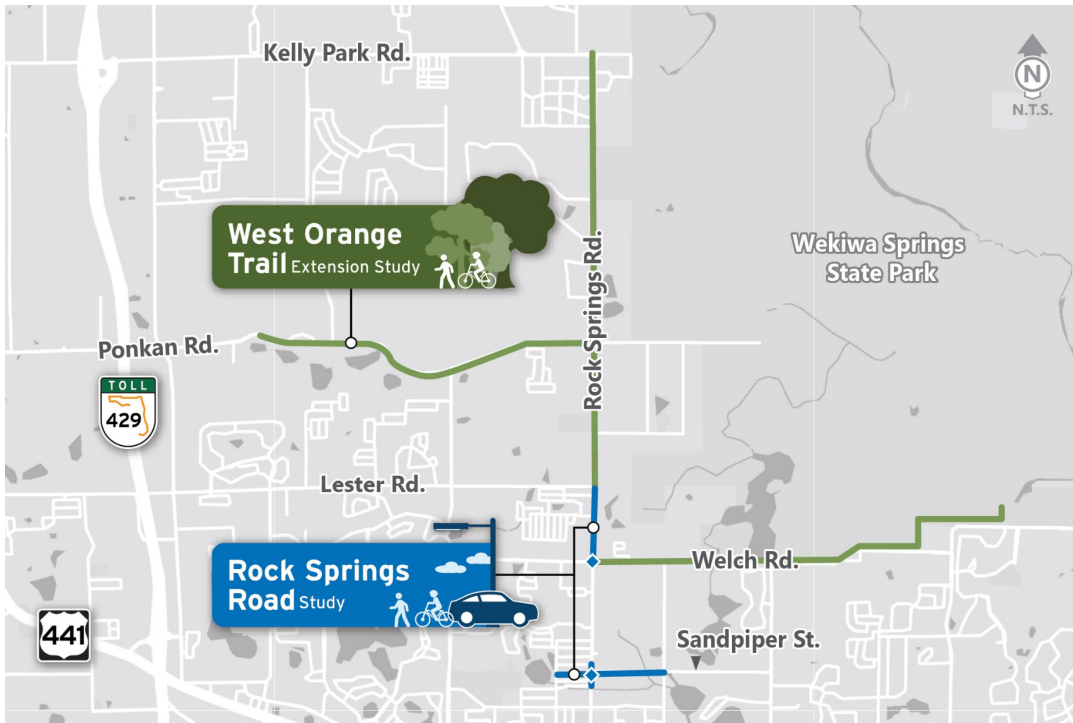 Kelly Park Rd.
N
N.T.S.
West Orange
Trail Extension Study
Rock Springs Rd.
Wekiwa Springs
State Park
Ponkan Rd.
TOLL
429
Lester Rd.
Rock Springs
Road Study
Welch Rd.
441
Sandpiper St.